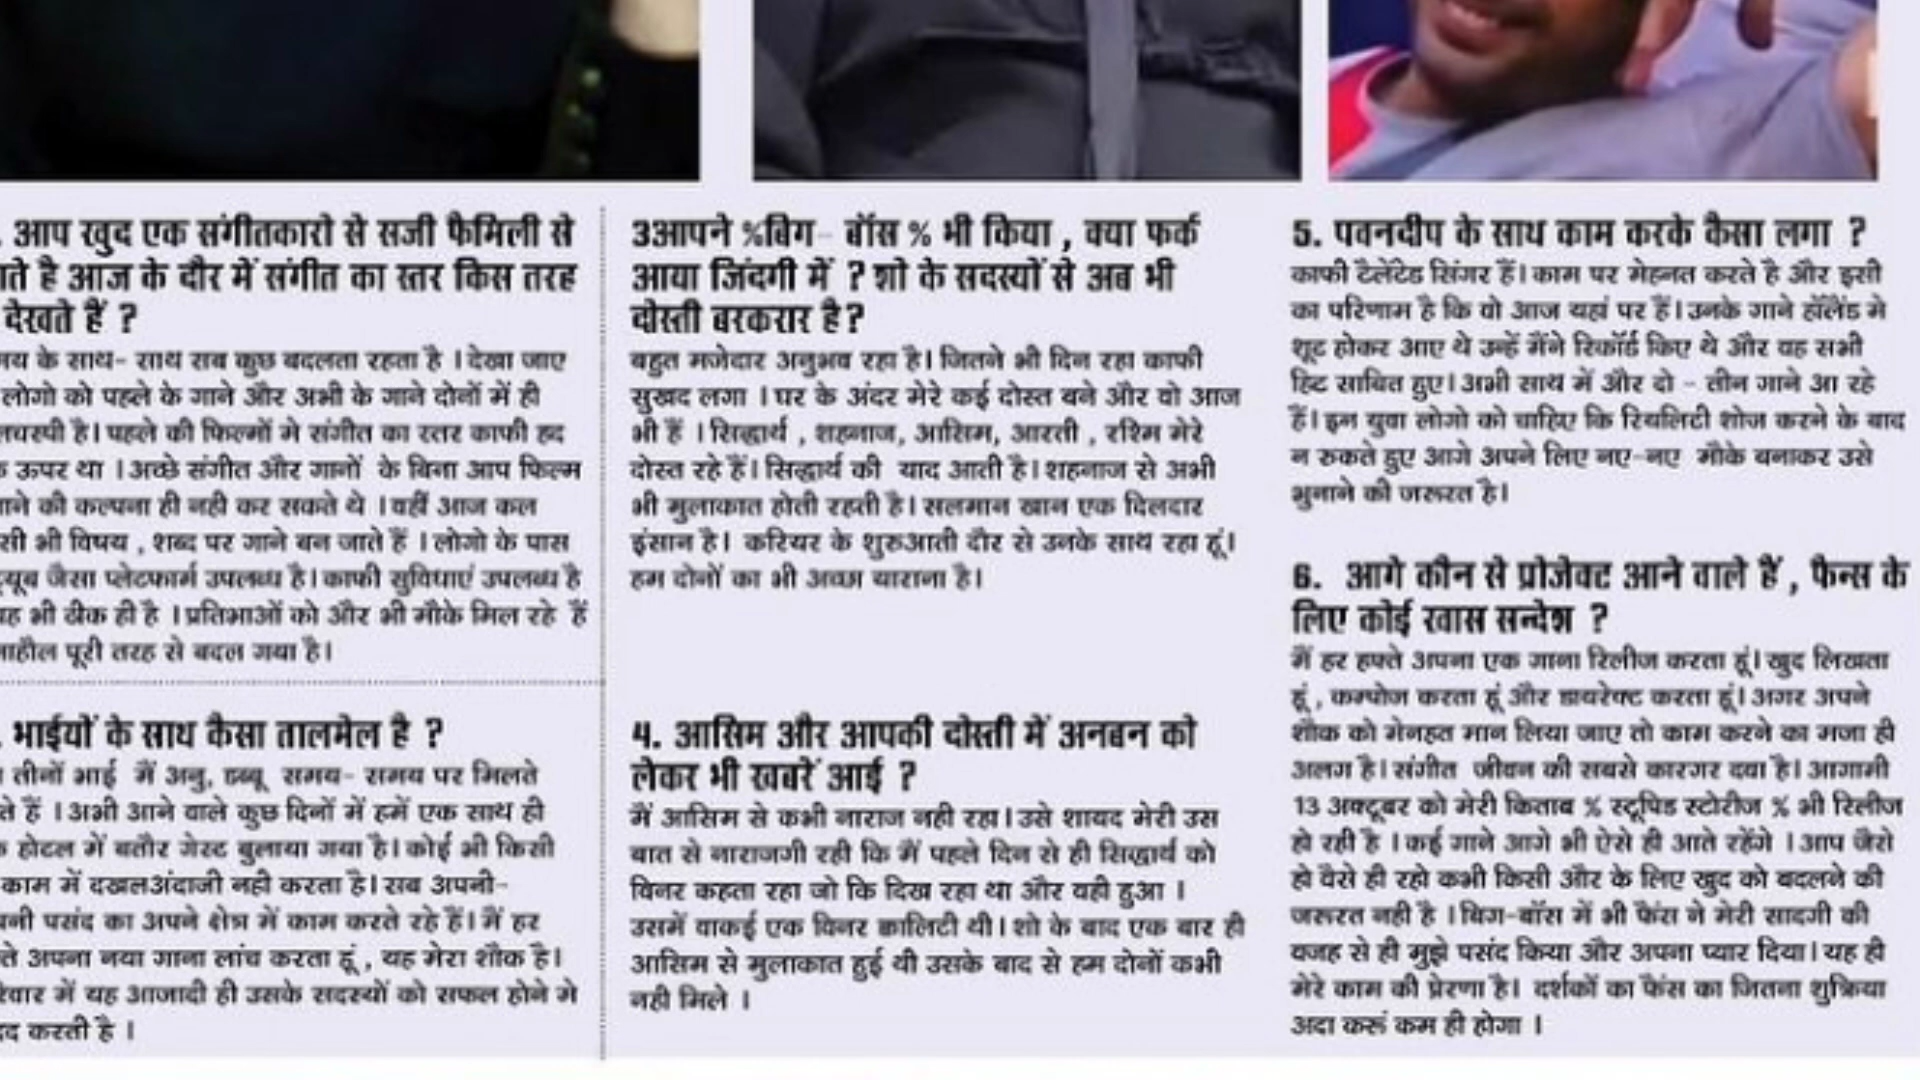 आप खुद एक संगीतकारो से सजी फैमिली से
है आज के दौर में संगीत का स्तर किस तरह
देखते हैं ?
के साथ- साथ सब कुछ बदलता रहता है । देखा जाए
लोगो को पहले के गाने और अभी के गाने दोनों में ही
है। पहले की फिल्मों मे संगीत का स्तर काफी हद
ऊपर था । अच्छे संगीत और गानों के बिना आप फिल्म
की कल्पना ही नही कर सकते थे । वहीं आज कल
भी विषय , शब्द पर गाने बन जाते हैं । लोगो के पास
जैसा प्लेटफार्म उपलब्ध है। काफी सुविधाएं उपलब्ध है
भी ठीक ही है । प्रतिभाओं को और भी मौके मिल रहे हैं
पूरी तरह से बदल गया है।
भाईयों के साथ कैसा तालमेल है ?
तीनों भाई मैं अनु, डब्बू समय- समय पर मिलते
हैं । अभी आने वाले कुछ दिनों में हमें एक साथ ही
होटल में बतौर गेस्ट बुलाया गया है। कोई भी किसी
काम में दखलअंदाजी नही करता है। सब अपनी-
पसंद का अपने क्षेत्र में काम करते रहे हैं। मैं हर
अपना नया गाना लांच करता हूं , यह मेरा शौक है।
में यह आजादी ही उसके सदस्यों को सफल होने मे
करती है ।
3आपने %बिग- बॉस % भी किया , क्या फर्क
आया जिंदगी में ? शो के सदस्यों से अब भी
दोस्ती बरकरार है?
बहुत मजेदार अनुभव रहा है। जितने भी दिन रहा काफी
सुखद लगा । घर के अंदर मेरे कई दोस्त बने और वो आज
भी हैं । सिद्धार्थ , शहनाज, आसिम, आरती , रश्मि मेरे
दोस्त रहे हैं। सिद्धार्थ की याद आती है। शहनाज से अभी
भी मुलाकात होती रहती है। सलमान खान एक दिलदार
इंसान है। करियर के शुरुआती दौर से उनके साथ रहा हूं।
हम दोनों का भी अच्छा याराना है।
4. आसिम और आपकी दोस्ती में अनबन को
लेकर भी खबरें आई ?
मैं आसिम से कभी नाराज नही रहा। उसे शायद मेरी उस
बात से नाराजगी रही कि मैं पहले दिन से ही सिद्धार्थ को
विनर कहता रहा जो कि दिख रहा था और वही हुआ ।
उसमें वाकई एक विनर क्वालिटी थी। शो के बाद एक बार ही
आसिम से मुलाकात हुई थी उसके बाद से हम दोनों कभी
नही मिले ।
5. पवनदीप के साथ काम करके कैसा लगा ?
काफी टैलेंटेड सिंगर हैं। काम पर मेहनत करते है और इसी
का परिणाम है कि वो आज यहां पर हैं। उनके गाने हॉलैंड मे
शूट होकर आए थे उन्हें मैंने रिकॉर्ड किए थे और वह सभी
हिट साबित हुए। अभी साथ में और दो - तीन गाने आ रहे
हैं। इन युवा लोगो को चाहिए कि रियलिटी शोज करने के बाद
न रुकते हुए आगे अपने लिए नए-नए मौके बनाकर उसे
भुनाने की जरूरत है।
6. आगे कौन से प्रोजेक्ट आने वाले हैं , फैन्स के
लिए कोई खास सन्देश ?
मैं हर हफ्ते अपना एक गाना रिलीज करता हूं। खुद लिखता
हूं , कम्पोज करता हूं और डायरेक्ट करता हूं। अगर अपने
शौक को मेनहत मान लिया जाए तो काम करने का मजा ही
अलग है। संगीत जीवन की सबसे कारगर दवा है। आगामी
13 अक्टूबर को मेरी किताब % स्टूपिड स्टोरीज % भी रिलीज
हो रही है । कई गाने आगे भी ऐसे ही आते रहेंगे । आप जैसे
हो वैसे ही रहो कभी किसी और के लिए खुद को बदलने की
जरूरत नही है । बिग-बॉस में भी फैंस ने मेरी सादगी की
वजह से ही मुझे पसंद किया और अपना प्यार दिया। यह ही
मेरे काम की प्रेरणा है। दर्शकों का फैंस का जितना शुक्रिया
अदा करूं कम ही होगा ।